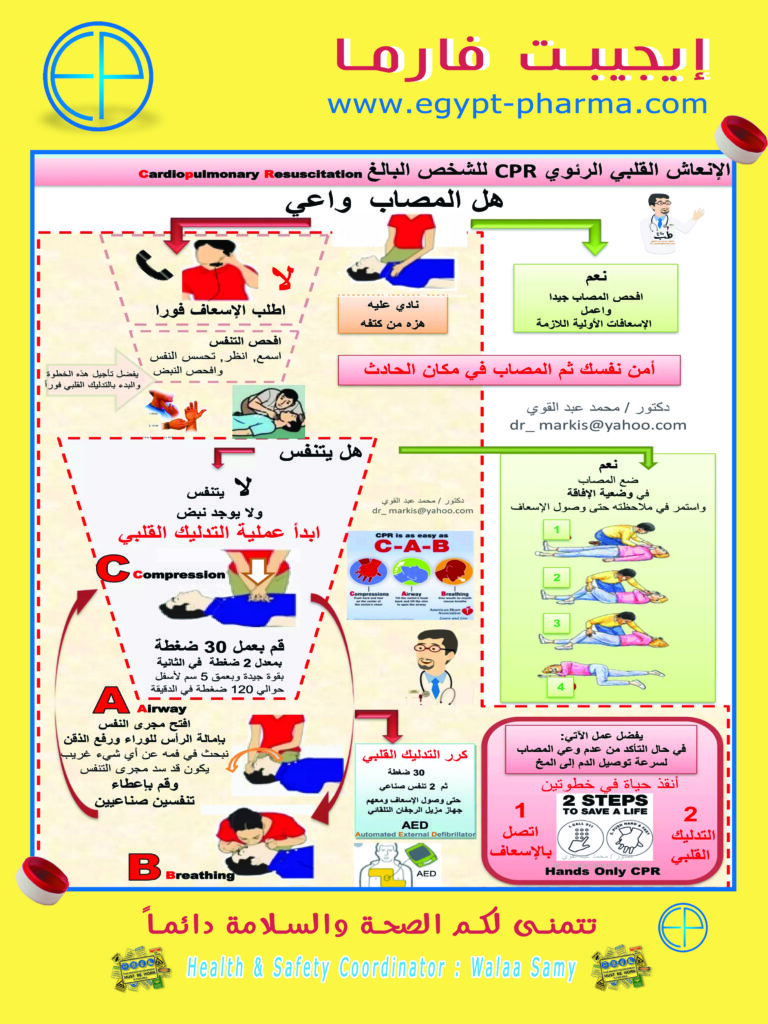 إيجيبت فارما
www.egypt-pharma.com
الإنعاش القلبي الرئوي CPR للشخص البالغ Cardiopulmonary Resuscitation
هل المصاب واعي
لا
اطلب الإسعاف فورا
نادي عليه
هزه من كتفه
نعم
افحص المصاب جيدا
واعمل
الإسعافات الأولية اللازمة
افحص التنفس
اسمع, انظر, تحسس النفس
وافحص النبض
يفضل تأجيل هذه الخطوة
والبدء بالتدليك القلبي فوراً
أمن نفسك ثم المصاب في مكان الحادث
دكتور / محمد عبد القوي
dr_ markis@yahoo.com
هل يتنفس
لا يتنفس
ولا يوجد نبض
ابدأ عملية التدليك القلبي
C Compression
قم بعمل 30 ضغطة
بمعدل 2 ضغطة في الثانية
بقوة جيدة وبعمق 5 سم لأسفل
حوالي 120 ضغطة في الدقيقة
دكتور / محمد عبد القوي
dr_ markis@yahoo.com
CPR is as easy as
C-A-B
Compressions
Airway
Breathing
American Heart
Association
Learn and Live
نعم
ضع المصاب
في وضعية الإفاقة
واستمر في ملاحظته حتى وصول الإسعاف
1
2
3
4
A Airway
افتح مجرى النفس
بإمالة الرأس للوراء ورفع الذقن
نبحث في فمه عن أي شيء غريب
يكون قد سد مجرى التنفس
وقم بإعطاء
تنفسين صناعيين
B Breathing
كرر التدليك القلبي
30 ضغطة
ثم 2 تنفس صناعي
حتى وصول الإسعاف ومعهم
جهاز مزيل الرجفان التلقائي
AED
Automated External Defibrillator
AED
يفضل عمل الآتي:
في حال التأكد من عدم وعي المصاب
لسرعة توصيل الدم إلى المخ
أنقذ حياة في خطوتين
1
اتصل
بالإسعاف
2 STEPS
TO SAVE A LIFE
2
التدليك
القلبي
Hands Only CPR
تتمنى لكم الصحة والسلامة دائماً
Health & Safety Coordinator : Walaa Samy